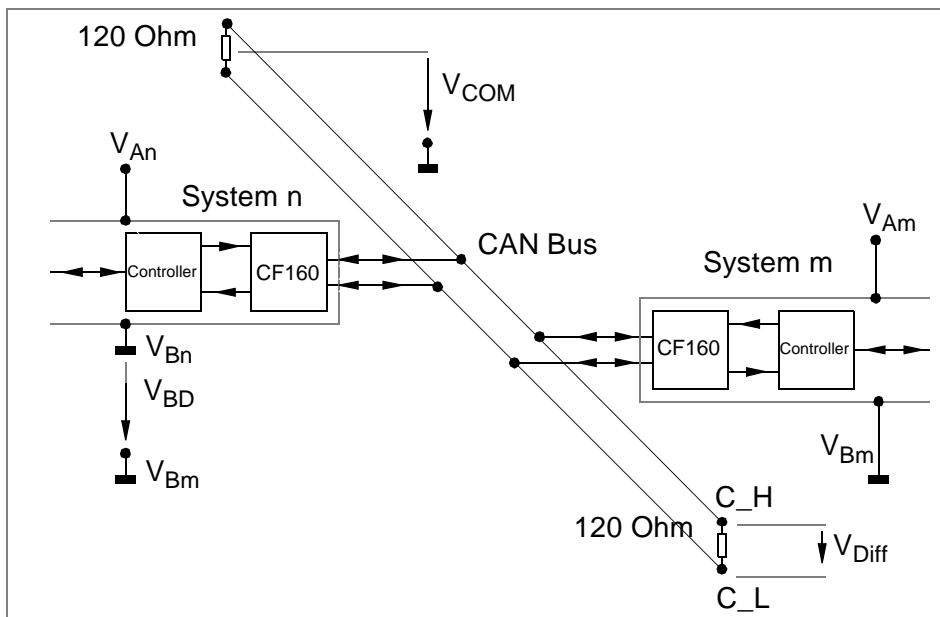 120 Ohm
V_COM
V_An
System n
V_Am
CAN Bus
System m
Controller
CF160
CF160
Controller
V_Bn
V_BD
V_Bm
V_Bm
C_H
120 Ohm
V_Diff
C_L